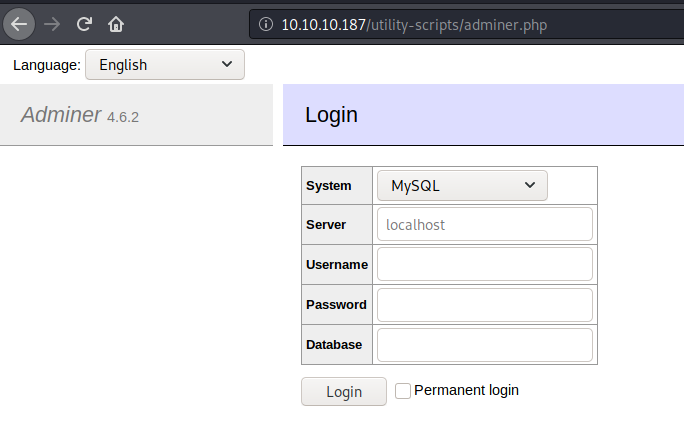 10.10.10.187/utility-scripts/adminer.php
Language: English
Adminer 4.6.2
Login
System MySQL
Server localhost
Username
Password
Database
Login Permanent login